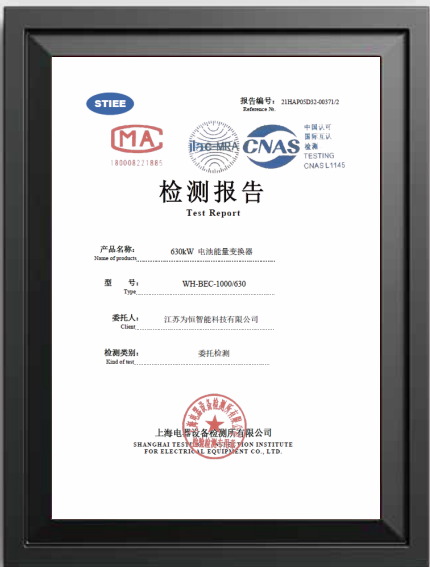 STIEE
报告编号： 21HAP05D32-00371/2
Reference №.
MA
180008221885
ilac-MRA
CNAS
中国认可
国际互认
检测
TESTING
CNAS L1145
检测报告
Test Report
产品名称： 630kW 电池能量变换器
Name of products
型 号： WH-BEC-1000/630
Type
委托人： 江苏为恒智能科技有限公司
Client
检测类别： 委托检测
Kind of test
上海电器设备检测所有限公司
SHANGHAI TESTING & INSPECTION INSTITUTE
FOR ELECTRICAL EQUIPMENT CO., LTD.